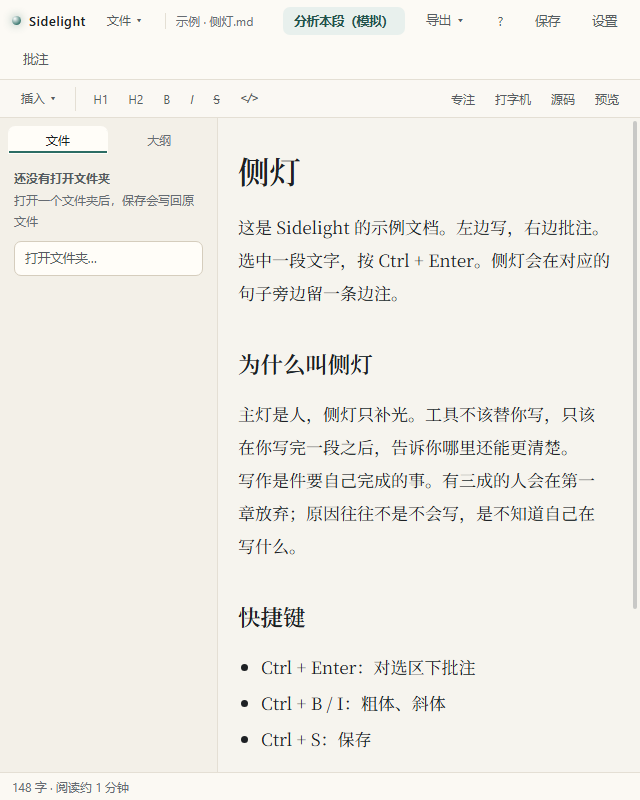 Sidelight 文件 ▾ 示例 · 侧灯.md 分析本段（模拟） 导出 ▾ ? 保存 设置
批注
插入 ▾ H1 H2 B I S </> 专注 打字机 源码 预览
文件 大纲
还没有打开文件夹
打开一个文件夹后，保存会写回原
文件
打开文件夹...
侧灯
这是 Sidelight 的示例文档。左边写，右边批注。
选中一段文字，按 Ctrl + Enter。侧灯会在对应的
句子旁边留一条边注。
为什么叫侧灯
主灯是人，侧灯只补光。工具不该替你写，只该
在你写完一段之后，告诉你哪里还能更清楚。
写作是件要自己完成的事。有三成的人会在第一
章放弃；原因往往不是不会写，是不知道自己在
写什么。
快捷键
• Ctrl + Enter：对选区下批注
• Ctrl + B / I：粗体、斜体
• Ctrl + S：保存
148 字 · 阅读约 1 分钟